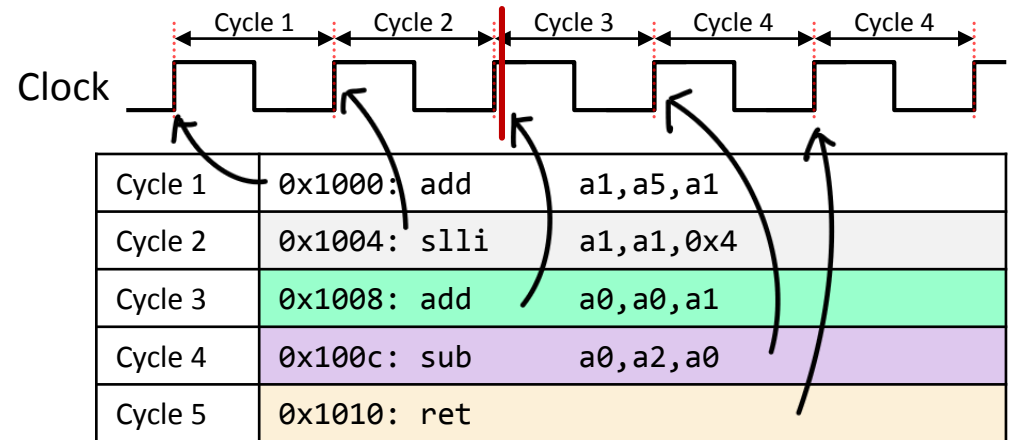 Cycle 1 Cycle 2 Cycle 3 Cycle 4 Cycle 4
Clock
Cycle 1 0x1000: add a1,a5,a1
Cycle 2 0x1004: slli a1,a1,0x4
Cycle 3 0x1008: add a0,a0,a1
Cycle 4 0x100c: sub a0,a2,a0
Cycle 5 0x1010: ret